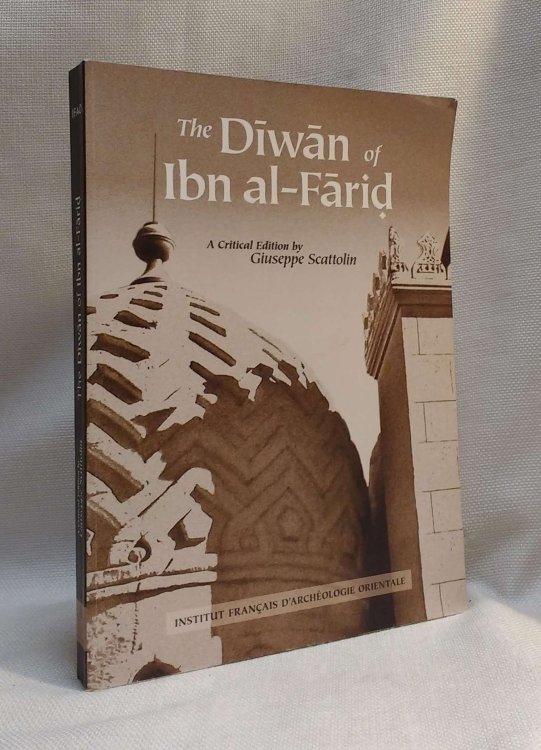 The Dīwān of
Ibn al-Fāriḍ
A Critical Edition by
Giuseppe Scattolin
INSTITUT FRANÇAIS D'ARCHÉOLOGIE ORIENTALE
IFAO
The Dīwān of Ibn al-Fāriḍ